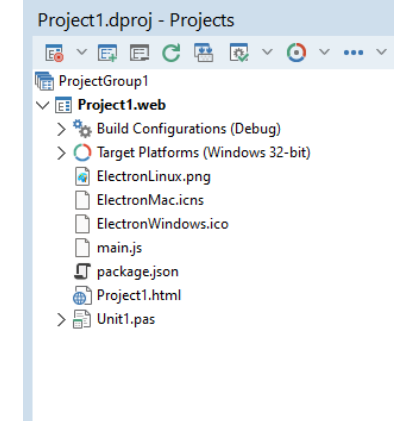 Project1.dproj - Projects
ProjectGroup1
Project1.web
Build Configurations (Debug)
Target Platforms (Windows 32-bit)
ElectronLinux.png
ElectronMac.icns
ElectronWindows.ico
main.js
package.json
Project1.html
Unit1.pas